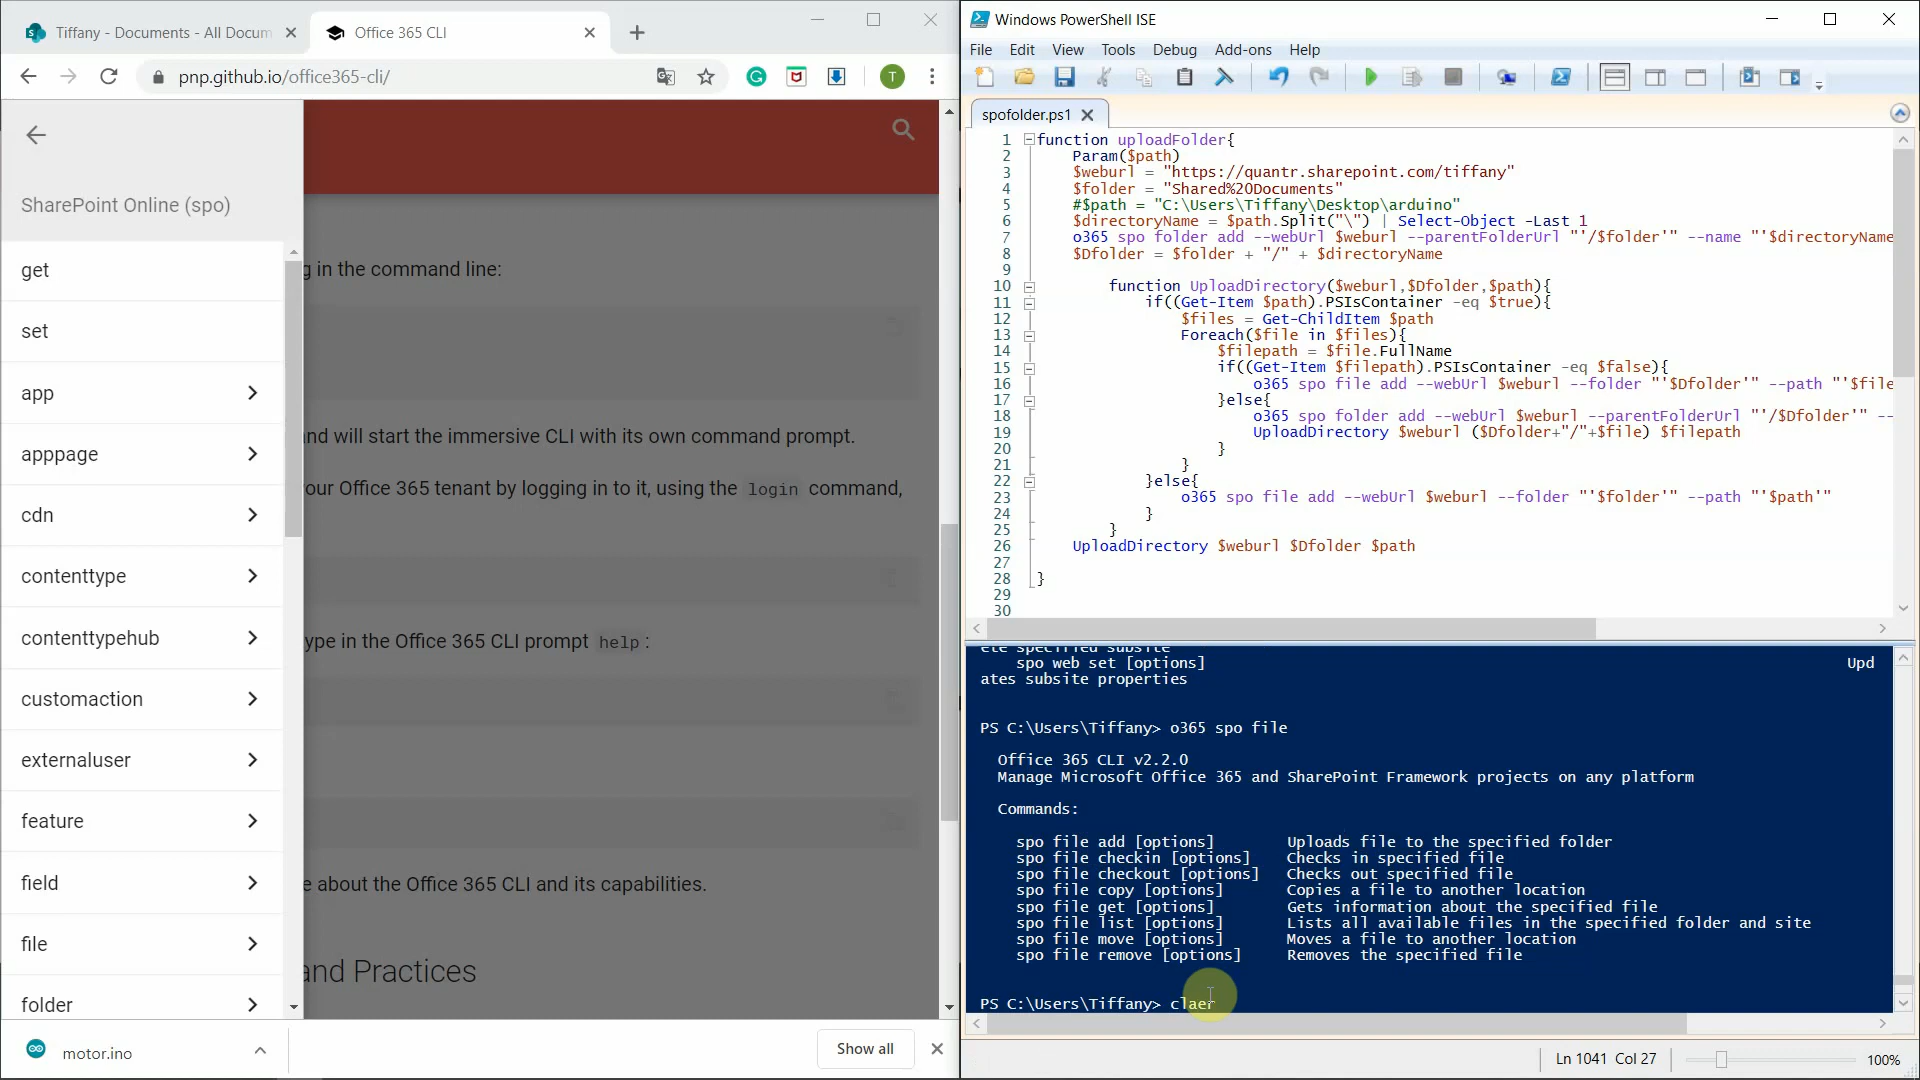 Tiffany - Documents - All Docum
Office 365 CLI
pnp.github.io/office365-cli/
T
SharePoint Online (spo)
get
set
app
apppage
cdn
contenttype
contenttypehub
customaction
externaluser
feature
field
file
folder
g in the command line:
nd will start the immersive CLI with its own command prompt.
our Office 365 tenant by logging in to it, using the login command,
ype in the Office 365 CLI prompt help :
e about the Office 365 CLI and its capabilities.
and Practices
motor.ino
Show all
Windows PowerShell ISE
File Edit View Tools Debug Add-ons Help
spofolder.ps1
1 function uploadFolder{
2 Param($path)
3 $weburl = "https://quantr.sharepoint.com/tiffany"
4 $folder = "Shared%20Documents"
5 #$path = "C:\Users\Tiffany\Desktop\arduino"
6 $directoryName = $path.Split("\") | Select-Object -Last 1
7 o365 spo folder add --webUrl $weburl --parentFolderUrl "'/$folder'" --name "'$directoryName
8 $Dfolder = $folder + "/" + $directoryName
9
10 function UploadDirectory($weburl,$Dfolder,$path){
11 if((Get-Item $path).PSIsContainer -eq $true){
12 $files = Get-ChildItem $path
13 Foreach($file in $files){
14 $filepath = $file.FullName
15 if((Get-Item $filepath).PSIsContainer -eq $false){
16 o365 spo file add --webUrl $weburl --folder "'$Dfolder'" --path "'$file
17 }else{
18 o365 spo folder add --webUrl $weburl --parentFolderUrl "'/$Dfolder'" --
19 UploadDirectory $weburl ($Dfolder+"/"+$file) $filepath
20 }
21 }
22 }else{
23 o365 spo file add --webUrl $weburl --folder "'$folder'" --path "'$path'"
24 }
25 }
26 UploadDirectory $weburl $Dfolder $path
27
28 }
29
30
ete specified subsite
spo web set [options] Upd
ates subsite properties
PS C:\Users\Tiffany> o365 spo file
Office 365 CLI v2.2.0
Manage Microsoft Office 365 and SharePoint Framework projects on any platform
Commands:
spo file add [options] Uploads file to the specified folder
spo file checkin [options] Checks in specified file
spo file checkout [options] Checks out specified file
spo file copy [options] Copies a file to another location
spo file get [options] Gets information about the specified file
spo file list [options] Lists all available files in the specified folder and site
spo file move [options] Moves a file to another location
spo file remove [options] Removes the specified file
PS C:\Users\Tiffany> claer
Ln 1041 Col 27
100%